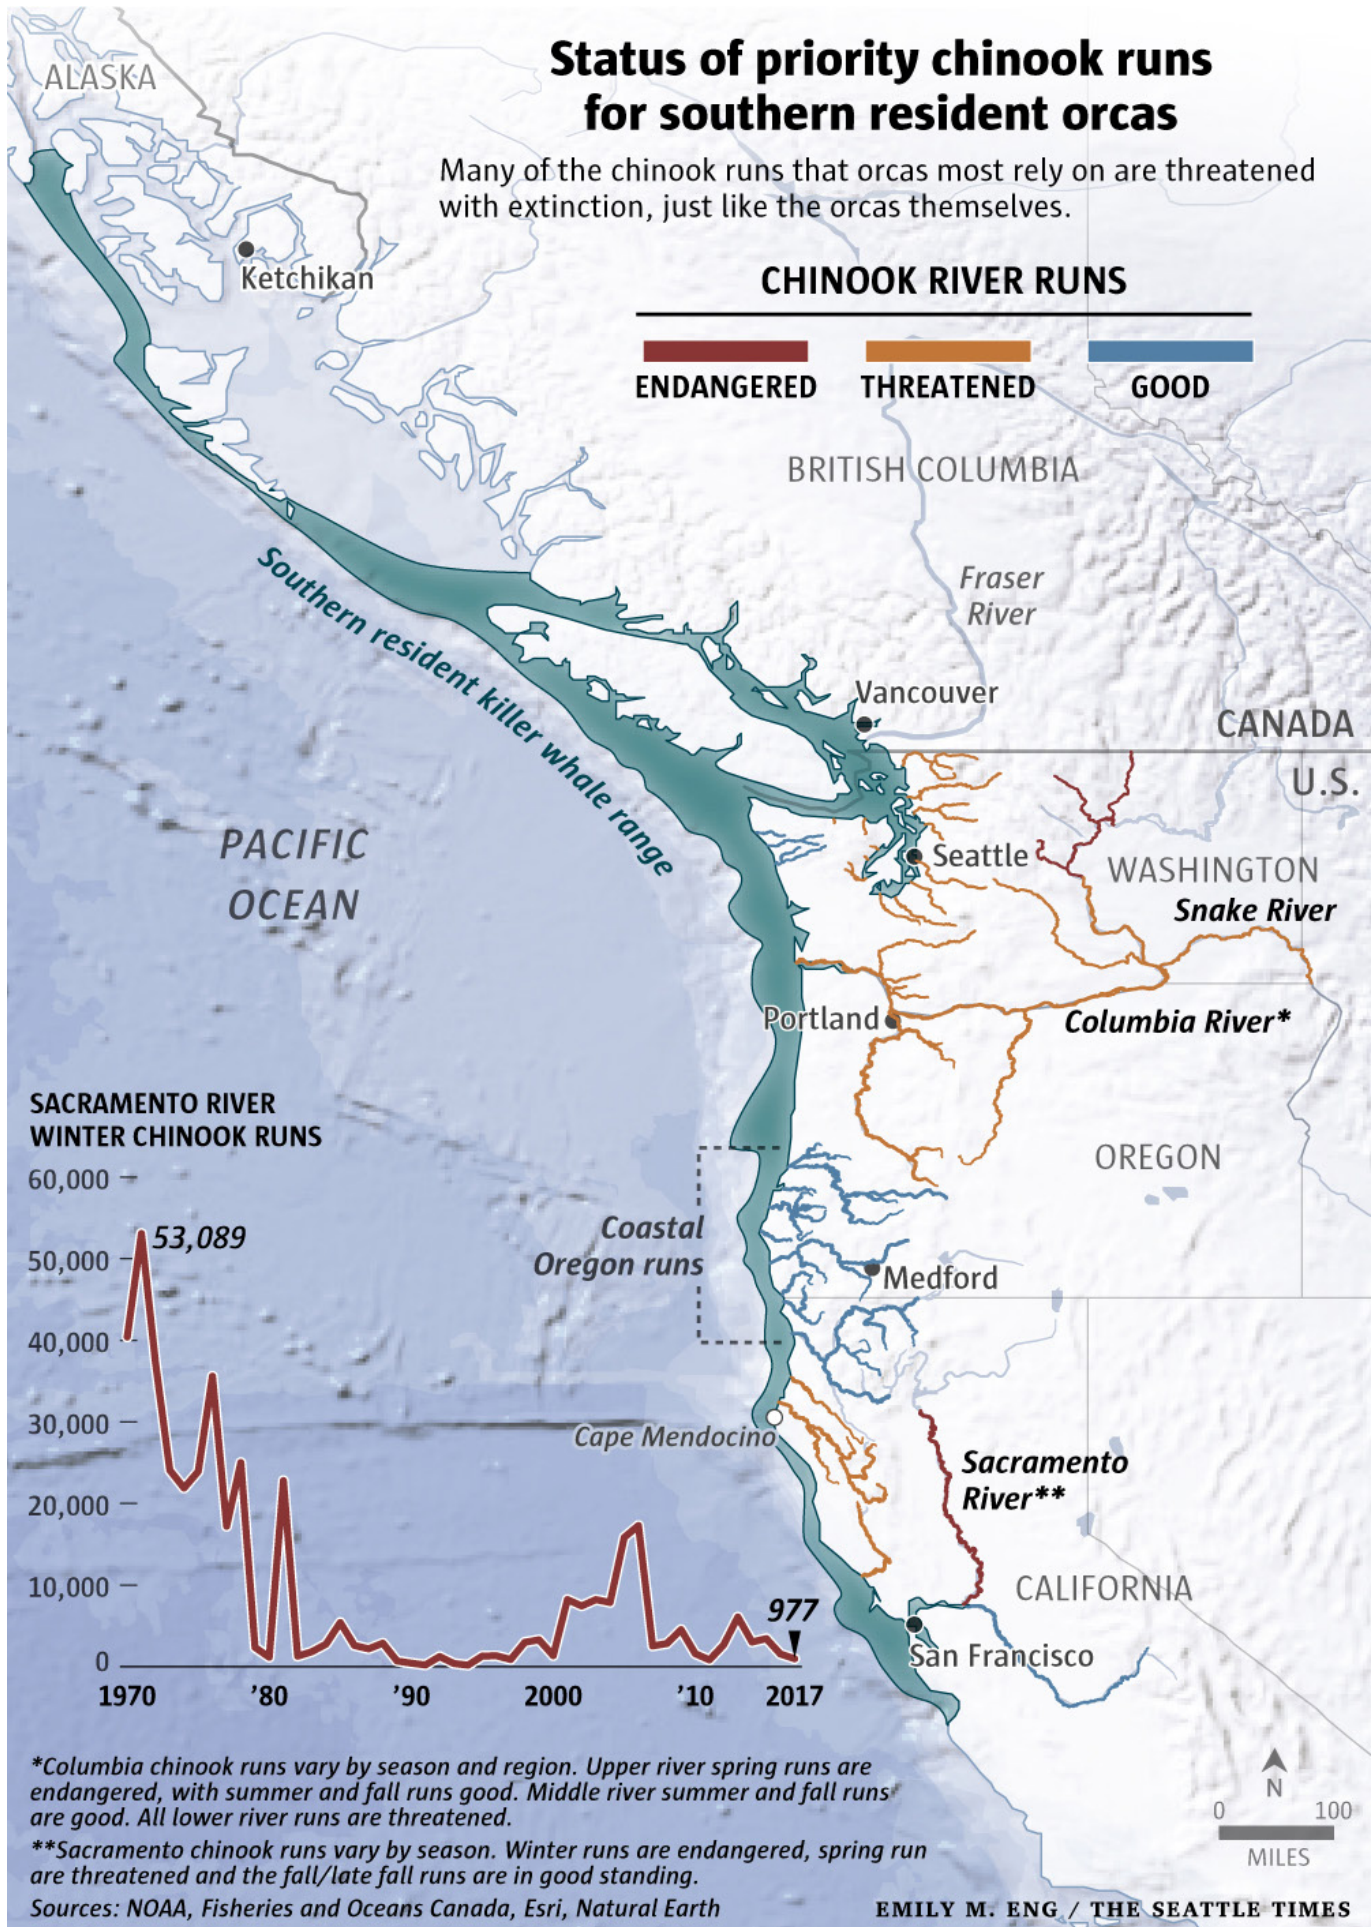 Status of priority chinook runs
for southern resident orcas
Many of the chinook runs that orcas most rely on are threatened
with extinction, just like the orcas themselves.
CHINOOK RIVER RUNS
ENDANGERED
THREATENED
GOOD
ALASKA
Ketchikan
BRITISH COLUMBIA
Fraser
River
Southern resident killer whale range
Vancouver
CANADA
U.S.
PACIFIC
OCEAN
Seattle
WASHINGTON
Snake River
Portland
Columbia River*
OREGON
Coastal
Oregon runs
Medford
Cape Mendocino
Sacramento
River**
CALIFORNIA
San Francisco
SACRAMENTO RIVER
WINTER CHINOOK RUNS
60,000
53,089
50,000
40,000
30,000
20,000
10,000
977
0
1970
’80
’90
2000
’10
2017
*Columbia chinook runs vary by season and region. Upper river spring runs are
endangered, with summer and fall runs good. Middle river summer and fall runs
are good. All lower river runs are threatened.
**Sacramento chinook runs vary by season. Winter runs are endangered, spring run
are threatened and the fall/late fall runs are in good standing.
Sources: NOAA, Fisheries and Oceans Canada, Esri, Natural Earth
N
0 100
MILES
EMILY M. ENG / THE SEATTLE TIMES